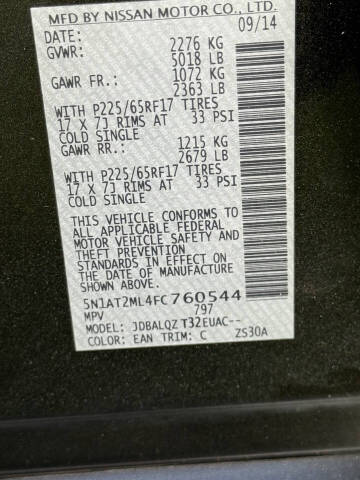 MFD BY NISSAN MOTOR CO., LTD.
DATE: 09/14
GVWR: 2276 KG
5018 LB
GAWR FR.: 1072 KG
2363 LB
WITH P225/65RF17 TIRES
17 X 7J RIMS AT 33 PSI
COLD SINGLE
GAWR RR.: 1215 KG
2679 LB
WITH P225/65RF17 TIRES
17 X 7J RIMS AT 33 PSI
COLD SINGLE
THIS VEHICLE CONFORMS TO
ALL APPLICABLE FEDERAL
MOTOR VEHICLE SAFETY
AND THEFT PREVENTION
STANDARDS IN EFFECT ON
THE DATE OF MANUFACTURE
5N1AT2ML4FC760544
MPV 797
MODEL: JDBALQZ T32EUAC--
COLOR: EAN TRIM: C ZS30A